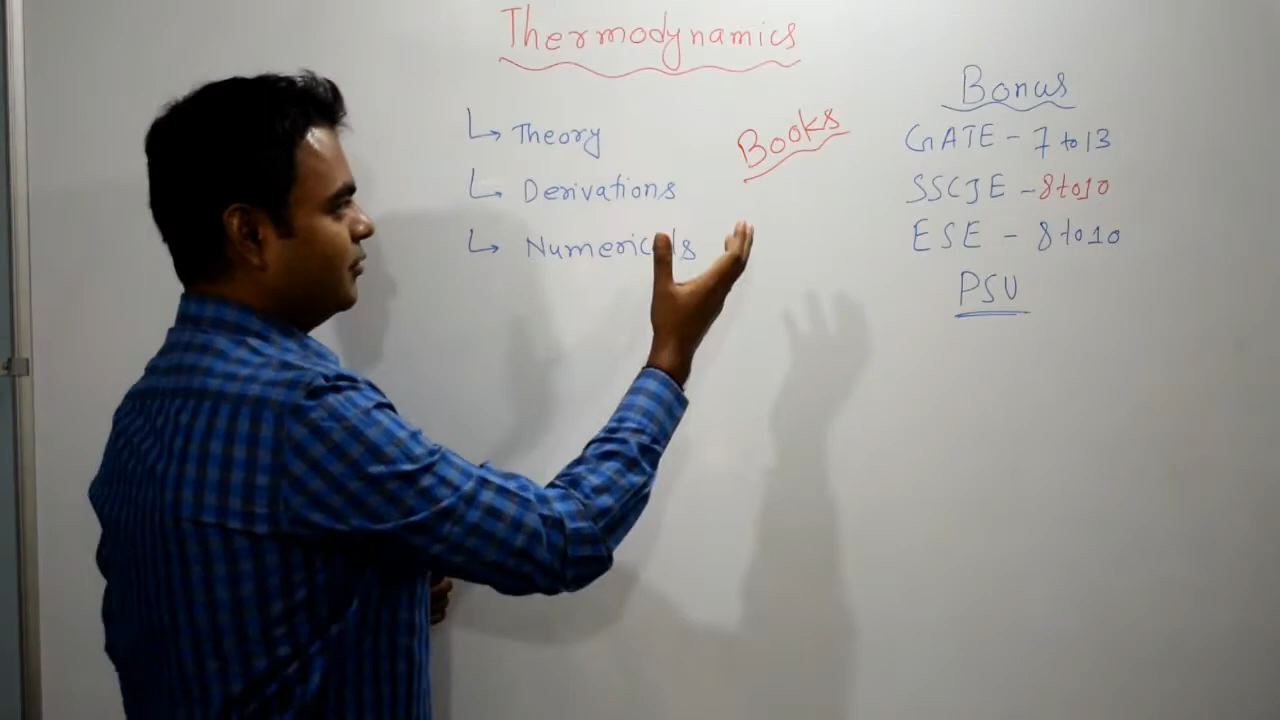 Thermodynamics
Theory
Derivations
Numericals
Books
Bonus
GATE - 7 to 13
SSCJE - 8 to 10
ESE - 8 to 10
PSU